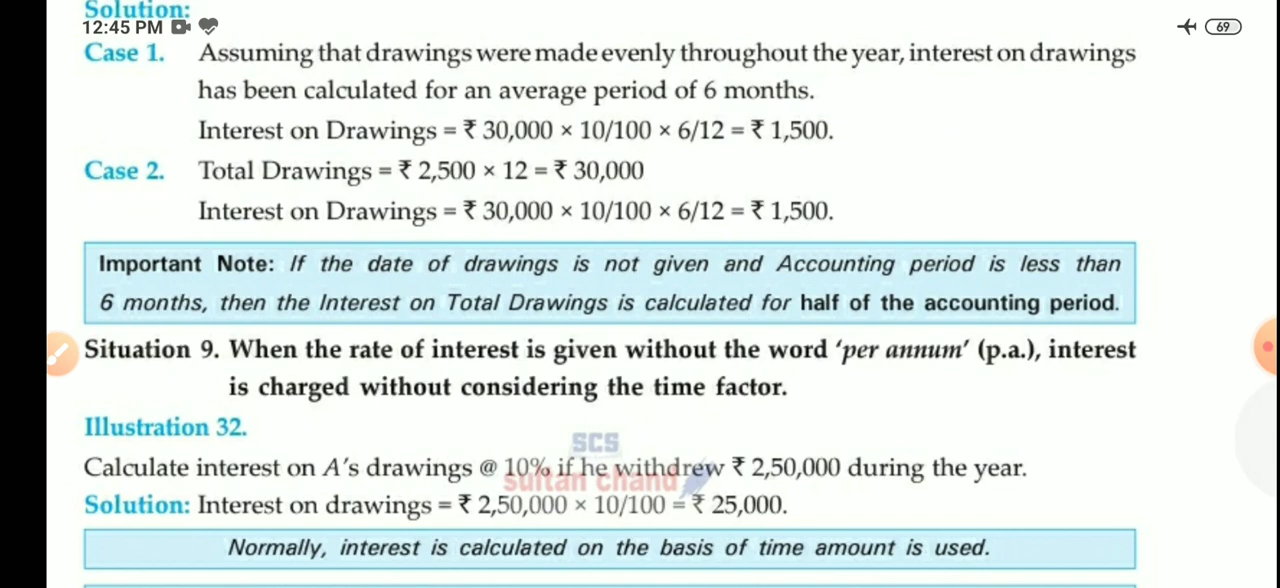 Solution:
12:45 PM
69
Case 1. Assuming that drawings were made evenly throughout the year, interest on drawings
has been calculated for an average period of 6 months.
Interest on Drawings = ₹ 30,000 × 10/100 × 6/12 = ₹ 1,500.
Case 2. Total Drawings = ₹ 2,500 × 12 = ₹ 30,000
Interest on Drawings = ₹ 30,000 × 10/100 × 6/12 = ₹ 1,500.
Important Note: If the date of drawings is not given and Accounting period is less than
6 months, then the Interest on Total Drawings is calculated for half of the accounting period.
Situation 9. When the rate of interest is given without the word ‘per annum’ (p.a.), interest
is charged without considering the time factor.
Illustration 32.
SCS
Calculate interest on A’s drawings @ 10% if he withdrew ₹ 2,50,000 during the year.
sultan chand
Solution: Interest on drawings = ₹ 2,50,000 × 10/100 = ₹ 25,000.
Normally, interest is calculated on the basis of time amount is used.